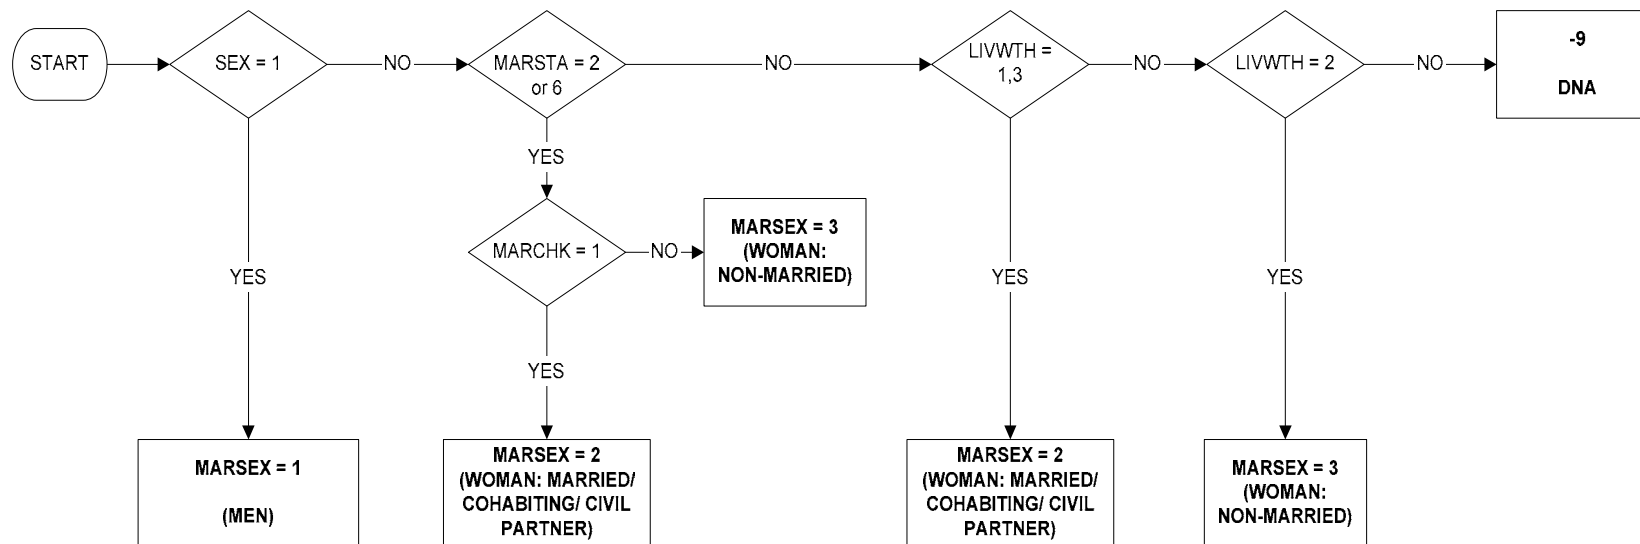 START
SEX = 1
NO
MARSTA = 2
or 6
NO
LIVWTH =
1,3
NO
LIVWTH = 2
NO
-9
DNA
YES
MARCHK = 1
NO
MARSEX = 3
(WOMAN:
NON-MARRIED)
YES
YES
YES
YES
MARSEX = 1
(MEN)
MARSEX = 2
(WOMAN: MARRIED/
COHABITING/ CIVIL
PARTNER)
MARSEX = 2
(WOMAN: MARRIED/
COHABITING/ CIVIL
PARTNER)
MARSEX = 3
(WOMAN:
NON-MARRIED)